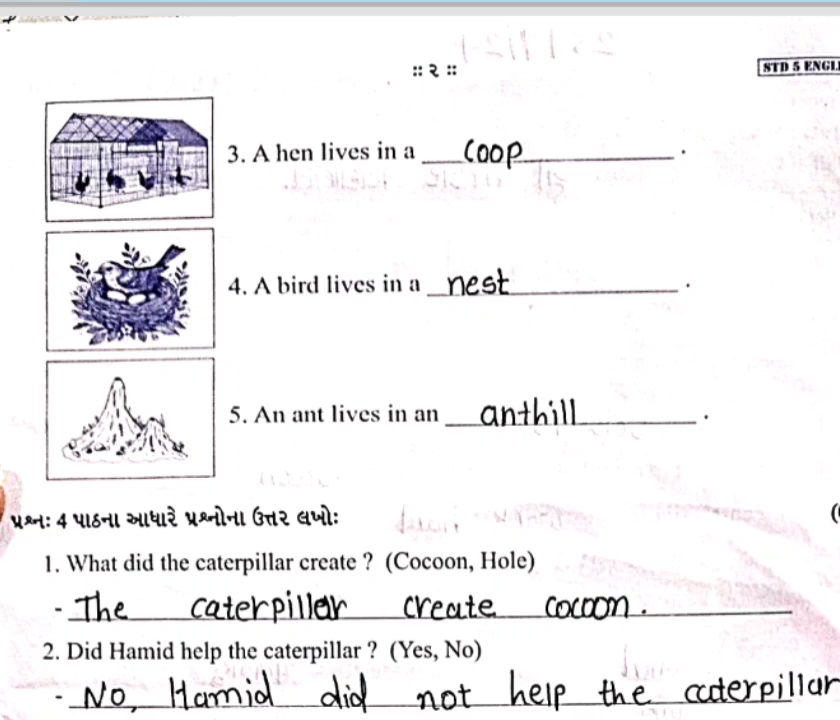 :: ૨ ::
STD 5 ENGL
3. A hen lives in a coop .
4. A bird lives in a nest .
5. An ant lives in an anthill .
પ્રશ્ન: 4 પાઠના આધારે પ્રશ્નોના ઉત્તર લખો:
1. What did the caterpillar create ? (Cocoon, Hole)
- The caterpillar create cocoon .
2. Did Hamid help the caterpillar ? (Yes, No)
- No, Hamid did not help the caterpillar